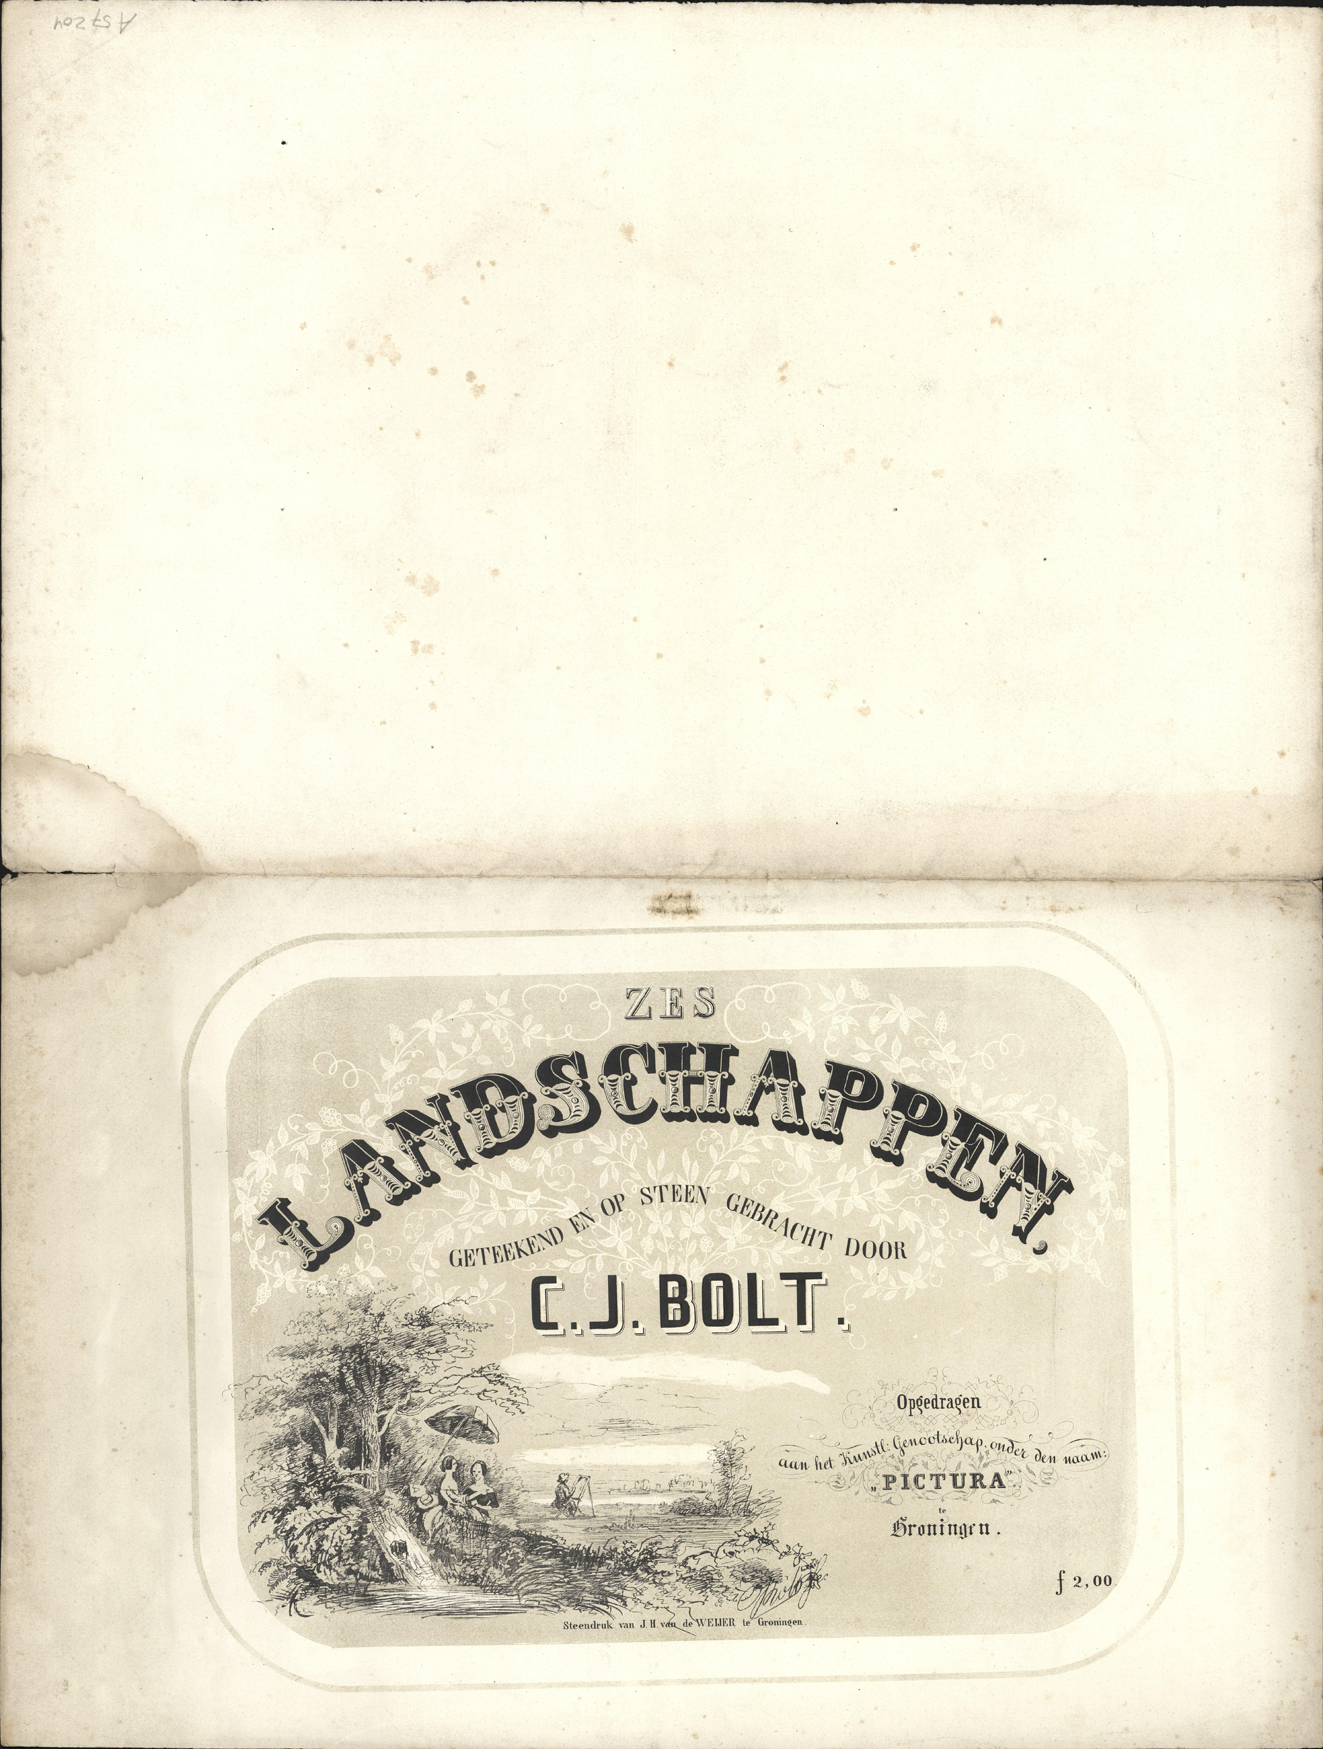 A 57204
ZES
LANDSCHAPPEN.
GETEEKEND EN OP STEEN GEBRACHT DOOR
C.J. BOLT.
Opgedragen
aan het Kunstl: Genootschap, onder den naam:
„PICTURA”
te
Groningen.
f 2,00
Steendruk van J. H. van de WEIJER te Groningen.